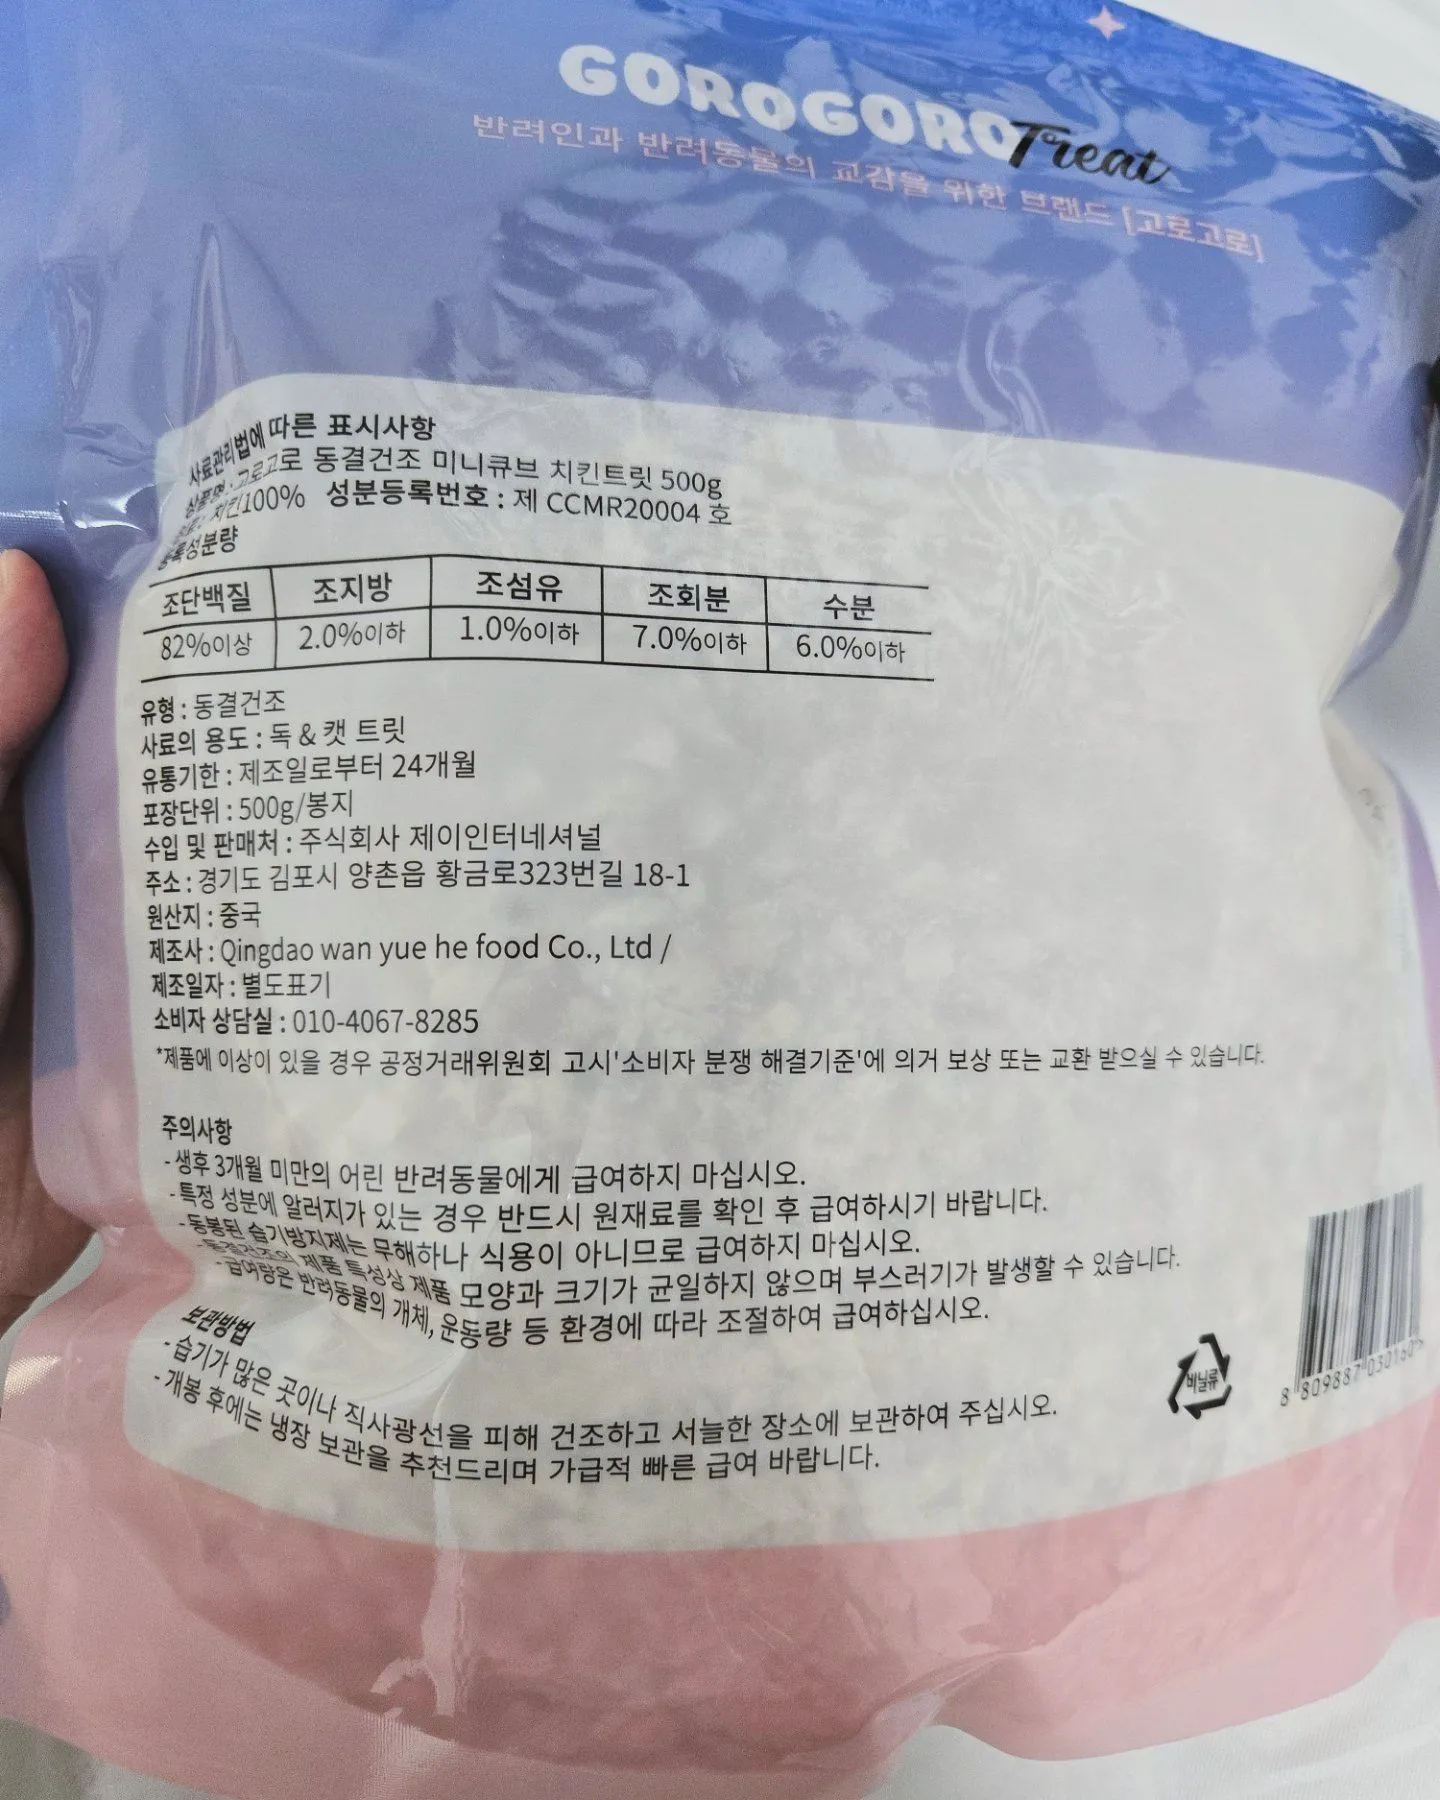 GOROGORO Treat
반려인과 반려동물의 교감을 위한 브랜드 [고로고로]
사료관리법에 따른 표시사항
상품명 : 고로고로 동결건조 미니큐브 치킨트릿 500g
원료 : 치킨100% 성분등록번호 : 제 CCMR20004 호
등록성분량
조단백질 조지방 조섬유 조회분 수분
82%이상 2.0%이하 1.0%이하 7.0%이하 6.0%이하
유형 : 동결건조
사료의 용도 : 독 & 캣 트릿
유통기한 : 제조일로부터 24개월
포장단위 : 500g/봉지
수입 및 판매처 : 주식회사 제이인터네셔널
주소 : 경기도 김포시 양촌읍 황금로323번길 18-1
원산지 : 중국
제조사 : Qingdao wan yue he food Co., Ltd /
제조일자 : 별도표기
소비자 상담실 : 010-4067-8285
*제품에 이상이 있을 경우 공정거래위원회 고시'소비자 분쟁 해결기준'에 의거 보상 또는 교환 받으실 수 있습니다.
주의사항
- 생후 3개월 미만의 어린 반려동물에게 급여하지 마십시오.
- 특정 성분에 알러지가 있는 경우 반드시 원재료를 확인 후 급여하시기 바랍니다.
- 동봉된 습기방지제는 무해하나 식용이 아니므로 급여하지 마십시오.
- 동결건조의 제품 특성상 제품 모양과 크기가 균일하지 않으며 부스러기가 발생할 수 있습니다.
- 급여량은 반려동물의 개체, 운동량 등 환경에 따라 조절하여 급여하십시오.
보관방법
- 습기가 많은 곳이나 직사광선을 피해 건조하고 서늘한 장소에 보관하여 주십시오.
- 개봉 후에는 냉장 보관을 추천드리며 가급적 빠른 급여 바랍니다.
비닐류
8 809887 030160